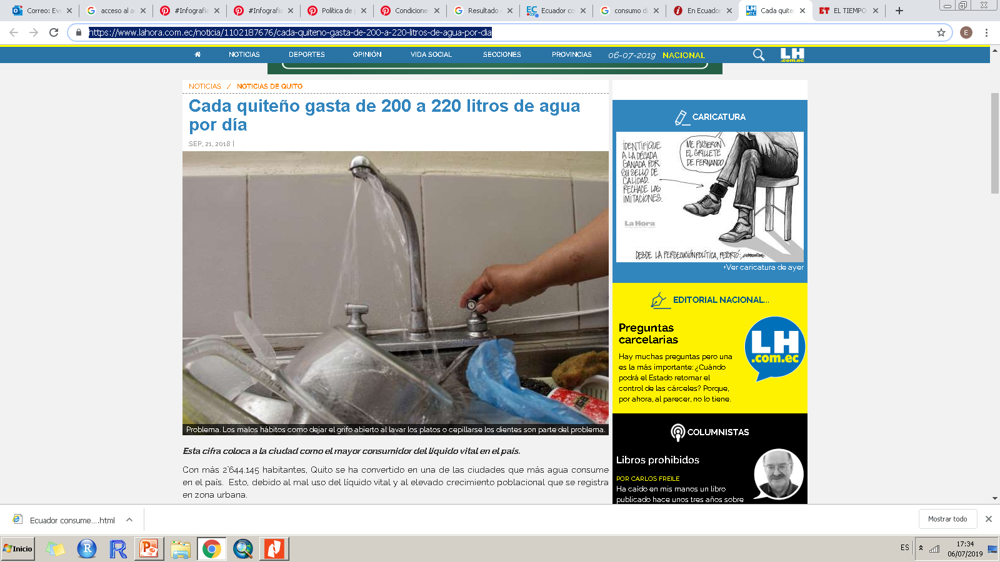 Correo: Ev
acceso al a
#Infografia
#Infografia
Política de p
Condicione
Resultado
Ecuador co
consumo di
En Ecuador
Cada quite
EL TIEMPO
https://www.lahora.com.ec/noticia/1102187676/cada-quiteno-gasta-de-200-a-220-litros-de-agua-por-dia
E
NOTICIAS DEPORTES OPINIÓN VIDA SOCIAL SECCIONES PROVINCIAS 06-07-2019 NACIONAL
LH
.com.ec
NOTICIAS / NOTICIAS DE QUITO
Cada quiteño gasta de 200 a 220 litros de agua
por día
SEP, 21, 2018 |
Problema. Los malos hábitos como dejar el grifo abierto al lavar los platos o cepillarse los dientes son parte del problema.
Esta cifra coloca a la ciudad como el mayor consumidor del líquido vital en el país.
Con más 2'644.145 habitantes, Quito se ha convertido en una de las ciudades que más agua consume
en el país. Esto, debido al mal uso del líquido vital y al elevado crecimiento poblacional que se registra
en zona urbana.
CARICATURA
IDENTIFIQUE
A LA DÉCADA
GANADA POR
SU SELLO DE
CALIDAD.
RECHACE LAS
IMITACIONES.
ME PUSIERON
EL GRILLETE
DE FERNANDO
La Hora
DESDE LA PERSECUCIÓN POLÍTICA, REPORTÓ:
+Ver caricatura de ayer
EDITORIAL NACIONAL...
Preguntas
carcelarias
Hay muchas preguntas pero una
es la más importante: ¿Cuándo
podrá el Estado retomar el
control de las cárceles? Porque,
por ahora, al parecer, no lo tiene.
LH
.com.ec
COLUMNISTAS
Libros prohibidos
POR CARLOS FREILE
Ha caido en mis manos un libro
publicado hace unos tres años sobre
Ecuador consume....html
Mostrar todo
Inicio
ES
17:34
06/07/2019